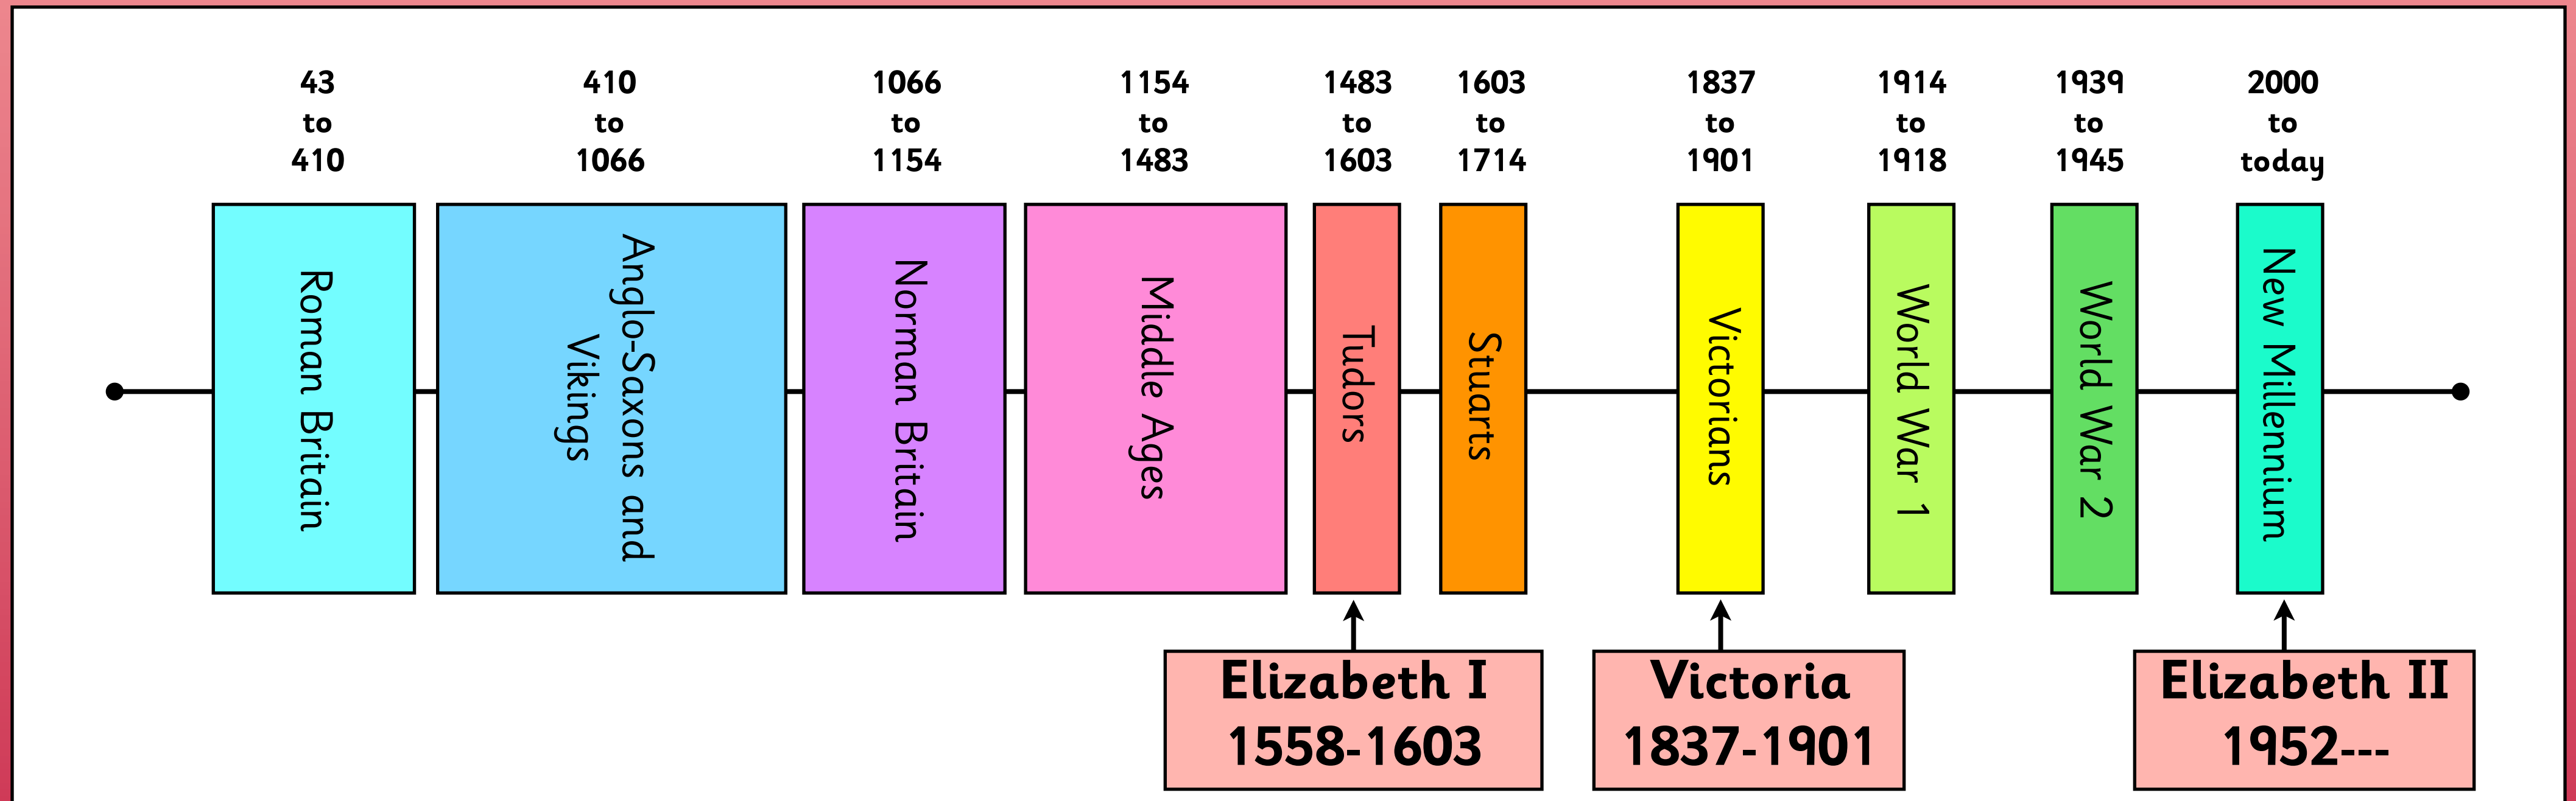 43
to
410
410
to
1066
1066
to
1154
1154
to
1483
1483
to
1603
1603
to
1714
1837
to
1901
1914
to
1918
1939
to
1945
2000
to
today
Roman Britain
Anglo-Saxons and
Vikings
Norman Britain
Middle Ages
Tudors
Stuarts
Victorians
World War 1
World War 2
New Millennium
Elizabeth I
1558-1603
Victoria
1837-1901
Elizabeth II
1952---